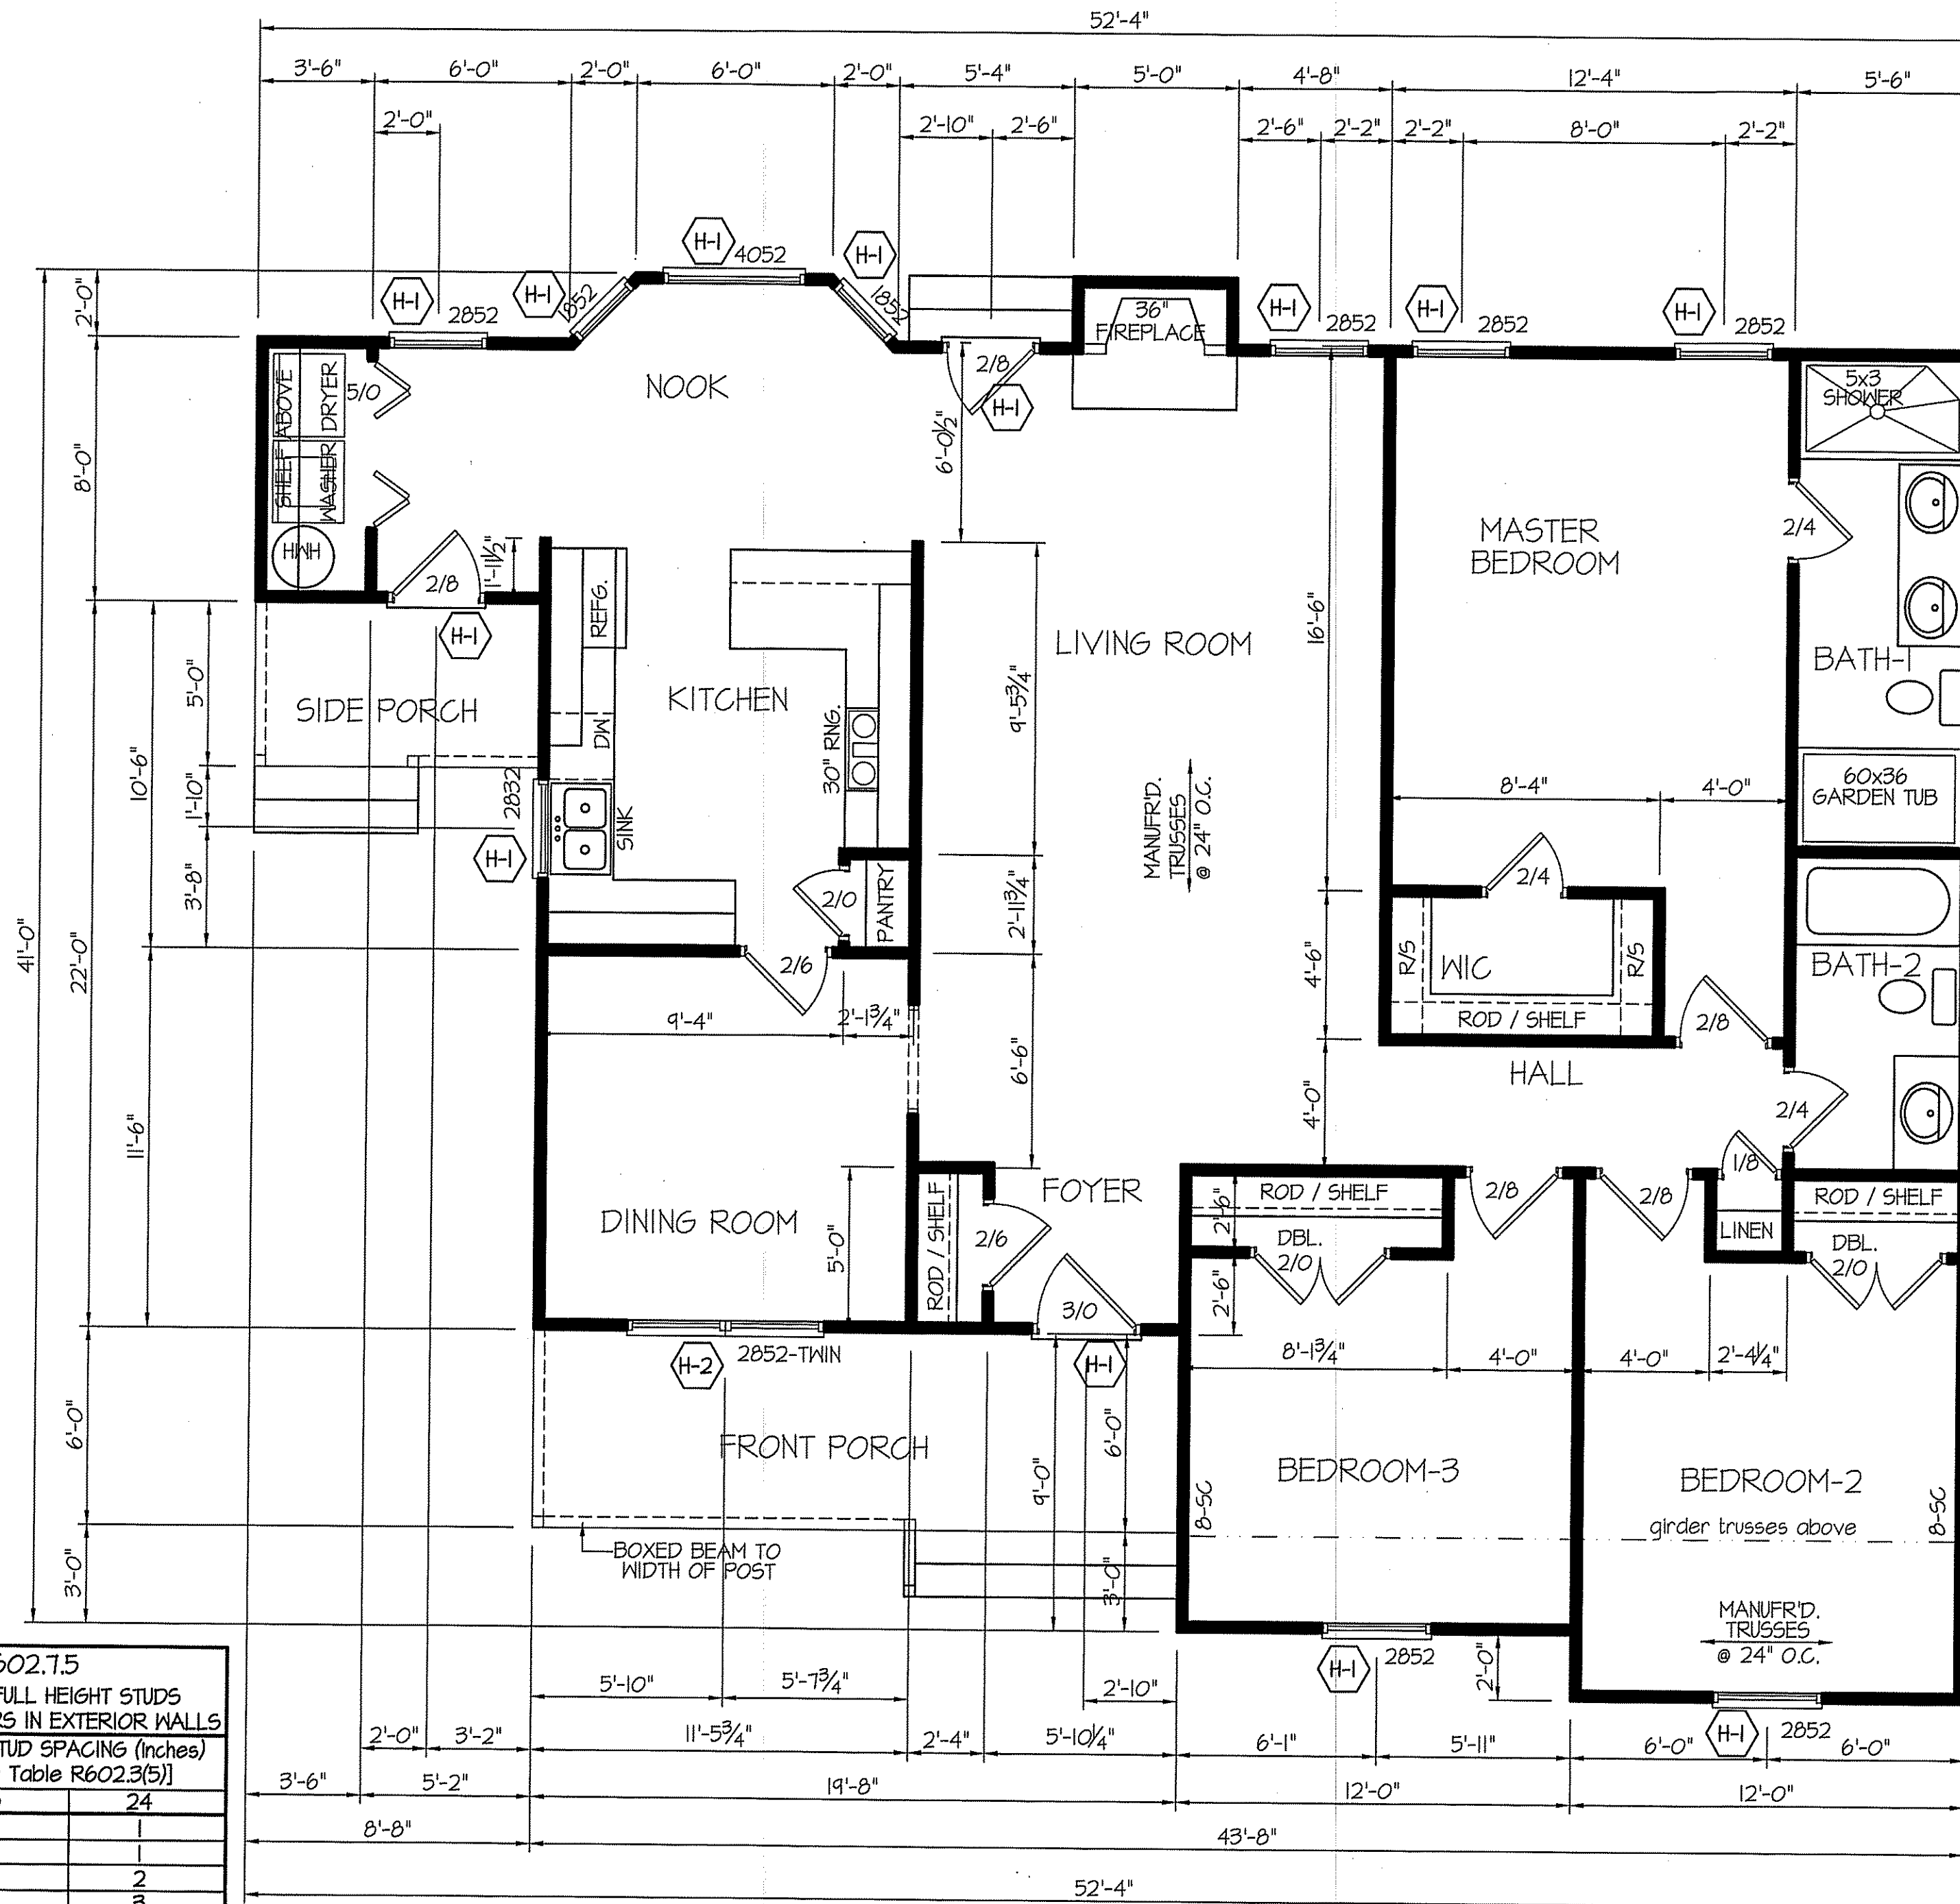 52'-4"
3'-6" 6'-0" 2'-0" 6'-0" 2'-0" 5'-4" 5'-0" 4'-8" 12'-4" 5'-6"
2'-0" 2'-10" 2'-6" 2'-6" 2'-2" 2'-2" 8'-0" 2'-2"
H-1 4052 H-1
H-1 2852 H-1 1852 1852 H-1 2852 H-1 2852 H-1 2852
2'-0"
36"
FIREPLACE
NOOK
5/0
2/8
H-1
5x3
SHOWER
SHELF ABOVE
DRYER
WASHER
HWH
8'-0"
6'-0½"
2/8
1'-11½"
H-1
REFG.
MASTER
BEDROOM
2/4
LIVING ROOM
16'-6"
BATH-1
SIDE PORCH
KITCHEN
5'-0"
10'-6"
1'-10"
3'-8"
DW
30" RNG.
9'-5¾"
2832
H-1
SINK
MANUFR'D.
TRUSSES
@ 24" O.C.
8'-4" 4'-0"
60x36
GARDEN TUB
2/4
2/0
PANTRY
2'-11¾"
41'-0"
22'-0"
R/S
WIC
R/S
4'-6"
BATH-2
2/6
9'-4" 2'-1¾"
ROD / SHELF
2/8
6'-6"
HALL
4'-0"
2/4
11'-6"
1/8
FOYER
ROD / SHELF
2'-6"
2/8
2/8
ROD / SHELF
LINEN
DINING ROOM
5'-0"
ROD / SHELF
2/6
DBL.
2/0
DBL.
2/0
2'-6"
3/0
H-2 2852-TWIN
H-1
8'-1¾" 4'-0" 4'-0" 2'-4¼"
6'-0"
FRONT PORCH
6'-0"
9'-0"
BEDROOM-3
BEDROOM-2
8-SC
8-SC
girder trusses above
BOXED BEAM TO
WIDTH OF POST
3'-0"
3'-0"
MANUFR'D.
TRUSSES
@ 24" O.C.
H-1 2852
2'-0"
5'-10" 5'-7¾" 2'-10"
H-1 2852
2'-0" 3'-2" 11'-5¾" 2'-4" 5'-10¼" 6'-1" 5'-11" 6'-0" 6'-0"
3'-6" 5'-2" 19'-8" 12'-0" 12'-0"
8'-8" 43'-8"
52'-4"
602.7.5
FULL HEIGHT STUDS
RS IN EXTERIOR WALLS
TUD SPACING (inches)
Table R602.3(5)]
24
1
1
2
3